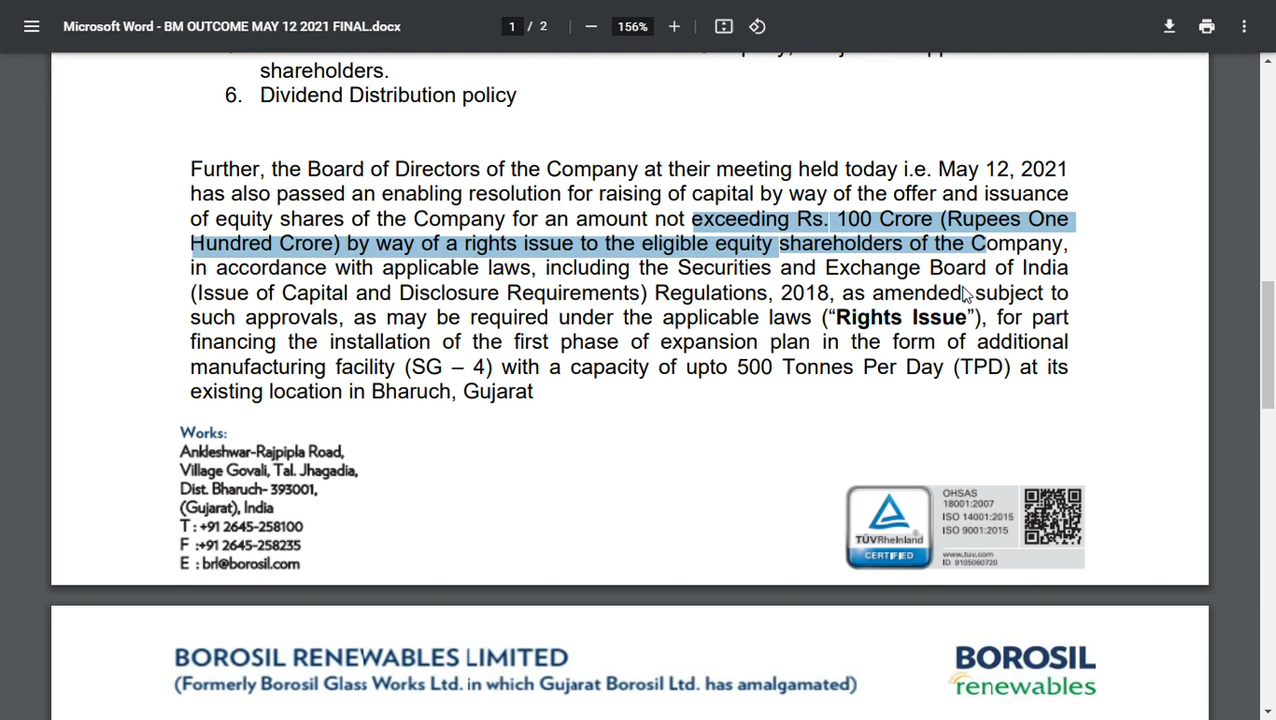 Microsoft Word - BM OUTCOME MAY 12 2021 FINAL.docx
1 / 2
156%
shareholders.
6. Dividend Distribution policy
Further, the Board of Directors of the Company at their meeting held today i.e. May 12, 2021
has also passed an enabling resolution for raising of capital by way of the offer and issuance
of equity shares of the Company for an amount not exceeding Rs. 100 Crore (Rupees One
Hundred Crore) by way of a rights issue to the eligible equity shareholders of the Company,
in accordance with applicable laws, including the Securities and Exchange Board of India
(Issue of Capital and Disclosure Requirements) Regulations, 2018, as amended, subject to
such approvals, as may be required under the applicable laws (“Rights Issue”), for part
financing the installation of the first phase of expansion plan in the form of additional
manufacturing facility (SG – 4) with a capacity of upto 500 Tonnes Per Day (TPD) at its
existing location in Bharuch, Gujarat
Works:
Ankleshwar-Rajpipla Road,
Village Govali, Tal. Jhagadia,
Dist. Bharuch- 393001,
(Gujarat), India
T : +91 2645-258100
F :+91 2645-258235
E : brl@borosil.com
TÜVRheinland
CERTIFIED
OHSAS
18001:2007
ISO 14001:2015
ISO 9001:2015
www.tuv.com
ID 9105060720
BOROSIL RENEWABLES LIMITED
(Formerly Borosil Glass Works Ltd. in which Gujarat Borosil Ltd. has amalgamated)
BOROSIL
renewables